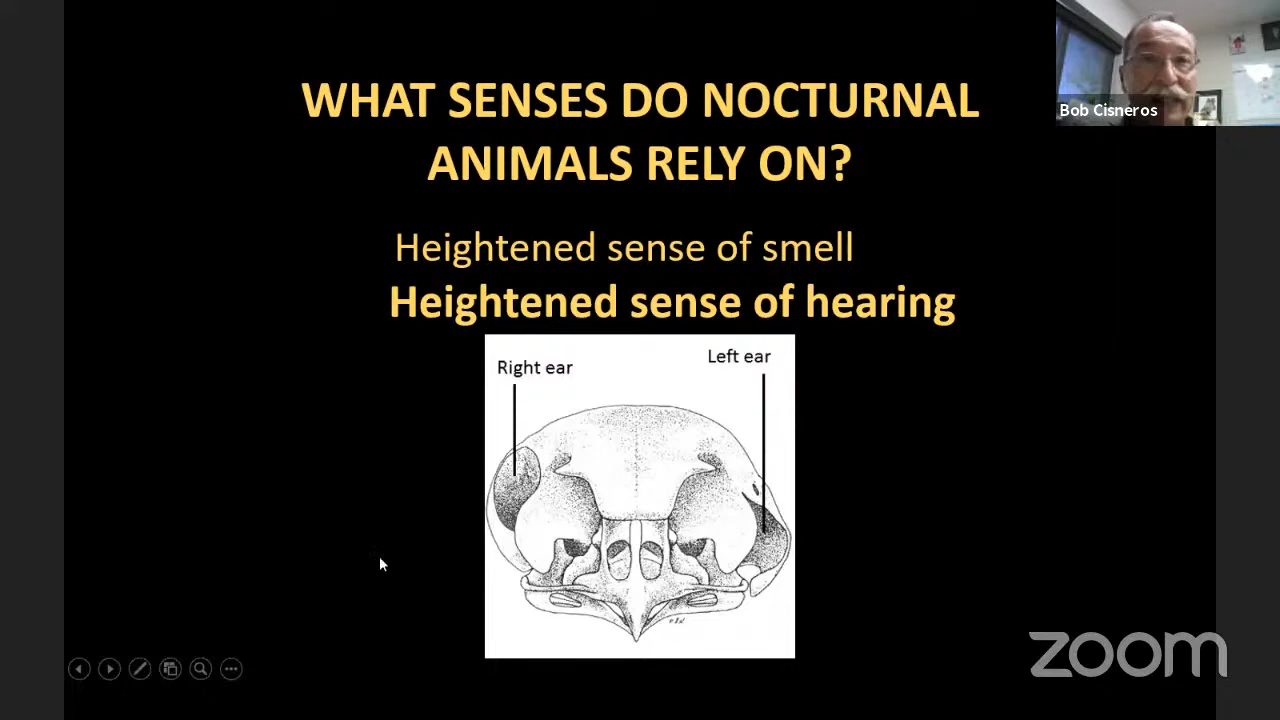 WHAT SENSES DO NOCTURNAL
ANIMALS RELY ON?
Bob Cisneros
Heightened sense of smell
Heightened sense of hearing
Right ear
Left ear
zoom